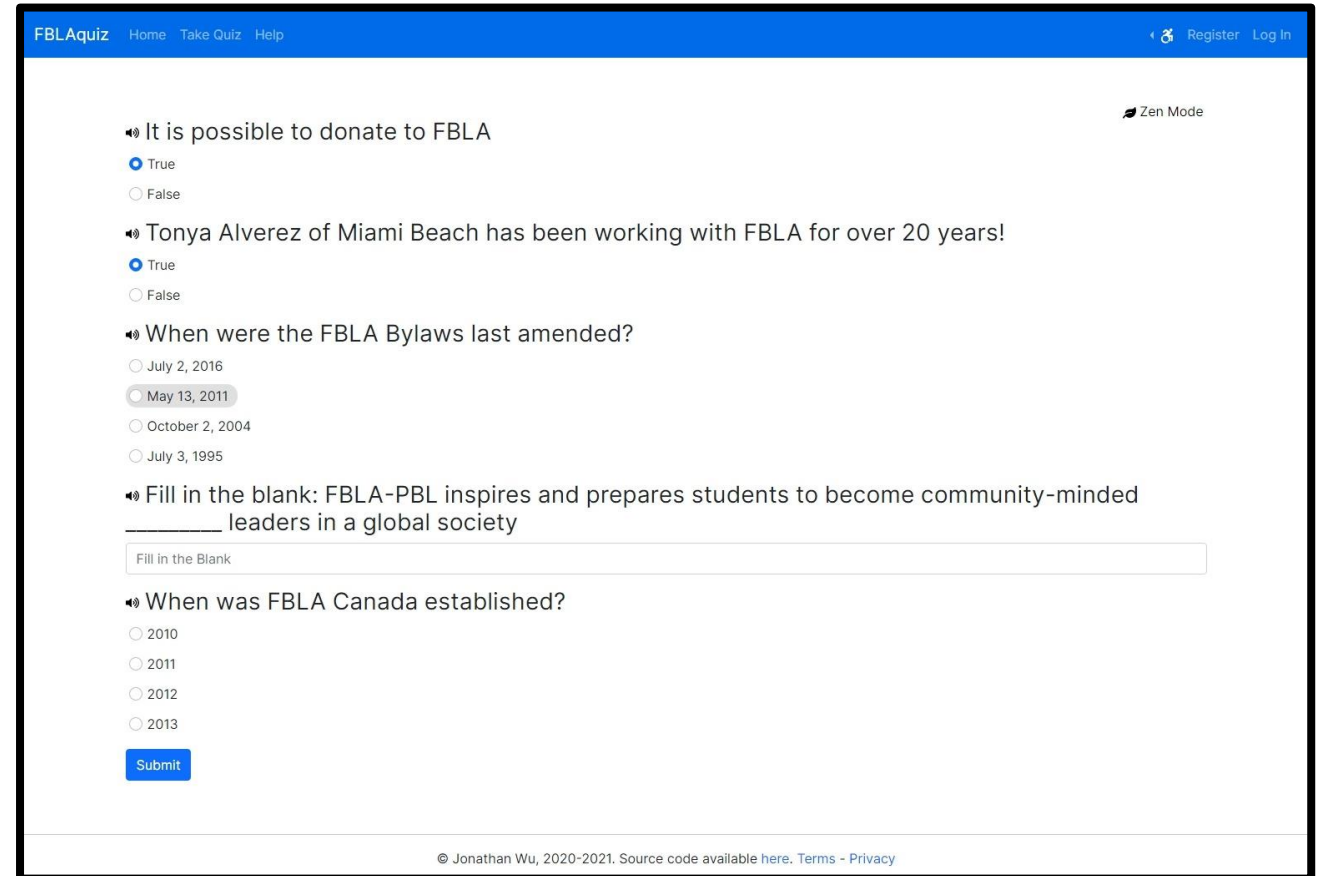 FBLAquiz Home Take Quiz Help Register Log In
Zen Mode
It is possible to donate to FBLA
True
False
Tonya Alverez of Miami Beach has been working with FBLA for over 20 years!
True
False
When were the FBLA Bylaws last amended?
July 2, 2016
May 13, 2011
October 2, 2004
July 3, 1995
Fill in the blank: FBLA-PBL inspires and prepares students to become community-minded
_________ leaders in a global society
Fill in the Blank
When was FBLA Canada established?
2010
2011
2012
2013
Submit
© Jonathan Wu, 2020-2021. Source code available here. Terms - Privacy